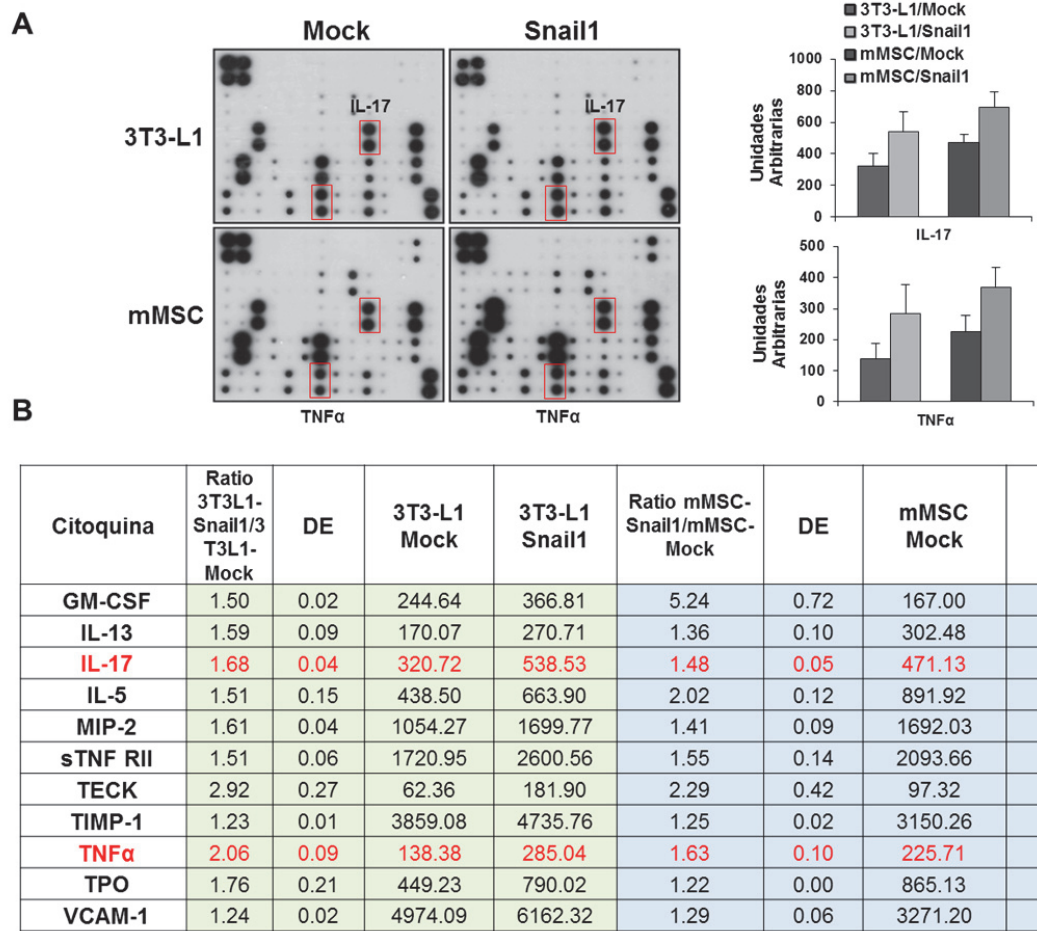 A
Mock
Snail1
3T3-L1
mMSC
IL-17
IL-17
TNFα
TNFα
3T3-L1/Mock
3T3-L1/Snail1
mMSC/Mock
mMSC/Snail1
Unidades Arbitrarias
1000
800
600
400
200
0
IL-17
Unidades Arbitrarias
500
400
300
200
100
0
TNFα
B
Citoquina
Ratio
3T3L1-
Snail1/3
T3L1-
Mock
DE
3T3-L1
Mock
3T3-L1
Snail1
Ratio mMSC-
Snail1/mMSC-
Mock
DE
mMSC
Mock
GM-CSF 1.50 0.02 244.64 366.81 5.24 0.72 167.00
IL-13 1.59 0.09 170.07 270.71 1.36 0.10 302.48
IL-17 1.68 0.04 320.72 538.53 1.48 0.05 471.13
IL-5 1.51 0.15 438.50 663.90 2.02 0.12 891.92
MIP-2 1.61 0.04 1054.27 1699.77 1.41 0.09 1692.03
sTNF RII 1.51 0.06 1720.95 2600.56 1.55 0.14 2093.66
TECK 2.92 0.27 62.36 181.90 2.29 0.42 97.32
TIMP-1 1.23 0.01 3859.08 4735.76 1.25 0.02 3150.26
TNFα 2.06 0.09 138.38 285.04 1.63 0.10 225.71
TPO 1.76 0.21 449.23 790.02 1.22 0.00 865.13
VCAM-1 1.24 0.02 4974.09 6162.32 1.29 0.06 3271.20